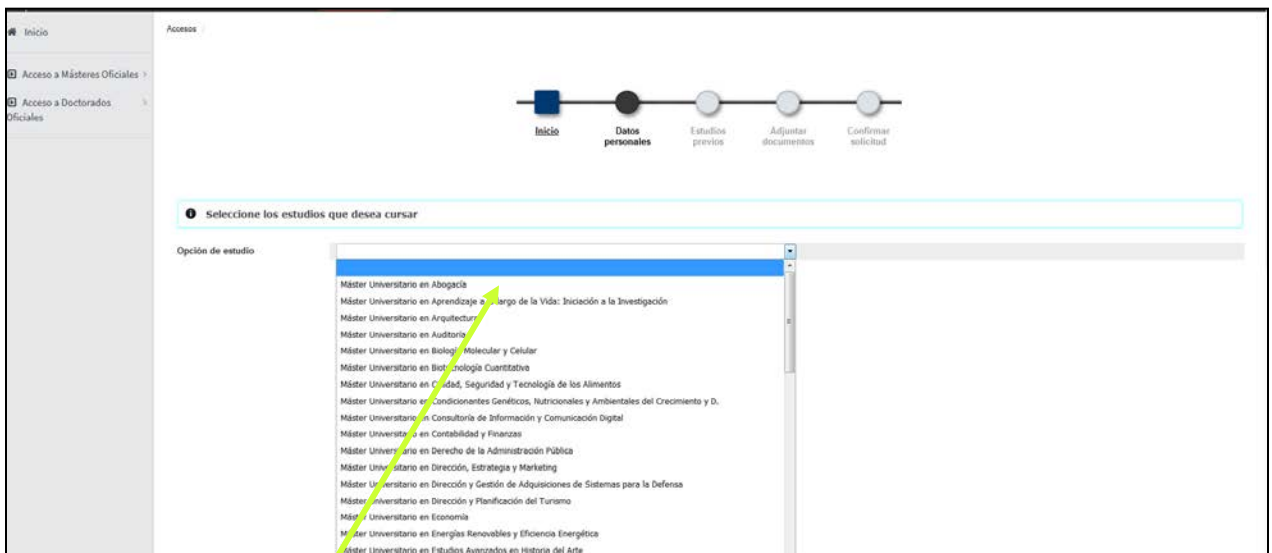 Inicio
Accesos
Acceso a Másteres Oficiales
Acceso a Doctorados
Oficiales
Inicio
Datos
personales
Estudios
previos
Adjuntar
documentos
Confirmar
solicitud
Seleccione los estudios que desea cursar
Opción de estudio
Máster Universitario en Abogacía
Máster Universitario en Aprendizaje a lo largo de la Vida: Iniciación a la Investigación
Máster Universitario en Arquitectura
Máster Universitario en Auditoría
Máster Universitario en Biología Molecular y Celular
Máster Universitario en Biotecnología Cuantitativa
Máster Universitario en Calidad, Seguridad y Tecnología de los Alimentos
Máster Universitario en Condicionantes Genéticos, Nutricionales y Ambientales del Crecimiento y D.
Máster Universitario en Consultoría de Información y Comunicación Digital
Máster Universitario en Contabilidad y Finanzas
Máster Universitario en Derecho de la Administración Pública
Máster Universitario en Dirección, Estrategia y Marketing
Máster Universitario en Dirección y Gestión de Adquisiciones de Sistemas para la Defensa
Máster Universitario en Dirección y Planificación del Turismo
Máster Universitario en Economía
Máster Universitario en Energías Renovables y Eficiencia Energética
Máster Universitario en Estudios Avanzados en Historia del Arte